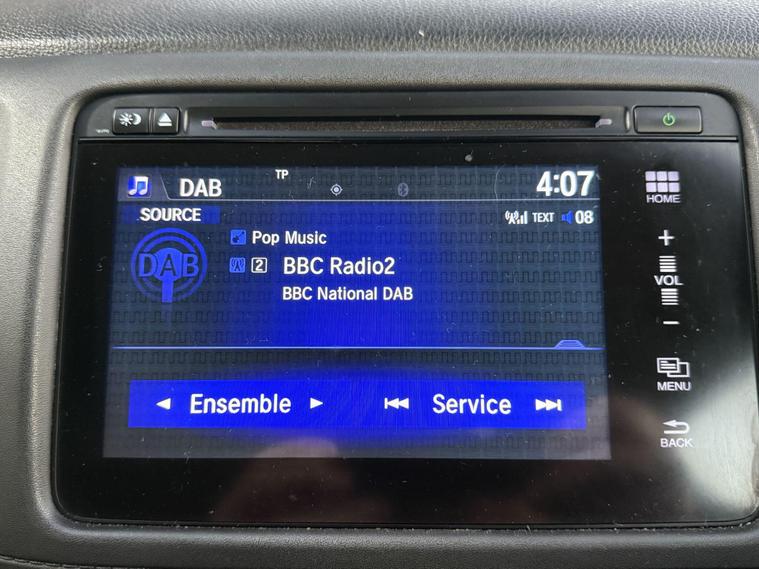 TP
DAB
4:07
SOURCE
TEXT 08
DAB
Pop Music
2 BBC Radio2
BBC National DAB
Ensemble Service
HOME
+
VOL
−
MENU
BACK